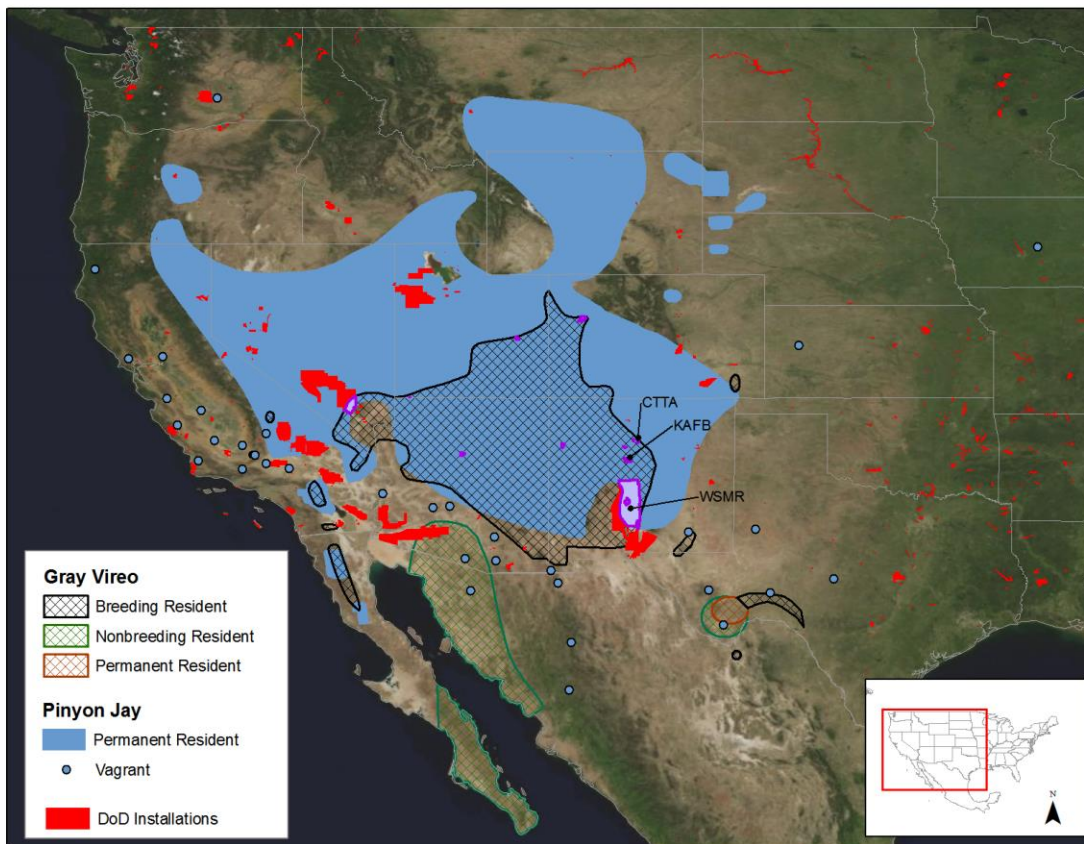 CTTA
KAFB
WSMR
Gray Vireo
Breeding Resident
Nonbreeding Resident
Permanent Resident
Pinyon Jay
Permanent Resident
Vagrant
DoD Installations
N